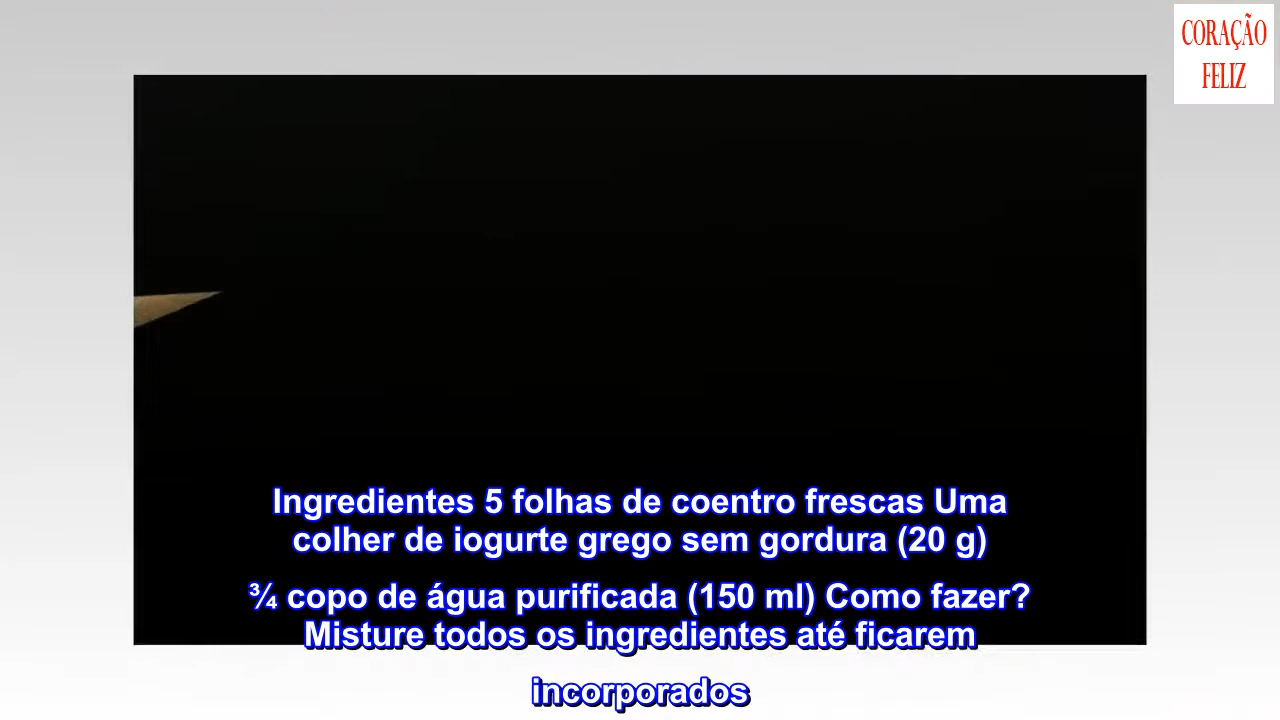 CORAÇÃO
FELIZ
Ingredientes 5 folhas de coentro frescas Uma
colher de iogurte grego sem gordura (20 g)
¾ copo de água purificada (150 ml) Como fazer?
Misture todos os ingredientes até ficarem
incorporados